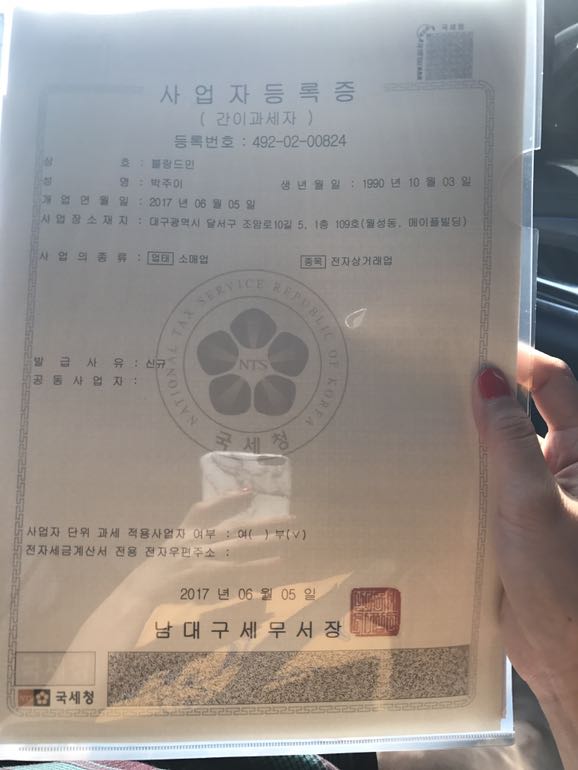 국세청
사업자등록증
( 간이과세자 )
등록번호 : 492-02-00824
상 호 : 블랑드인
성 명 : 박주이 생 년 월 일 : 1990 년 10 월 03 일
개 업 연 월 일 : 2017 년 06 월 05 일
사 업 장 소 재 지 : 대구광역시 달서구 조암로10길 5, 1층 109호(월성동, 메이플빌딩)
사 업 의 종 류 : 업태 소매업 종목 전자상거래업
NATIONAL TAX SERVICE REPUBLIC OF KOREA
NTS
국세청
발 급 사 유 : 신규
공 동 사 업 자 :
사업자 단위 과세 적용사업자 여부 : 여( ) 부(∨)
전자세금계산서 전용 전자우편주소 :
2017 년 06 월 05 일
남대구세무서장
국세청